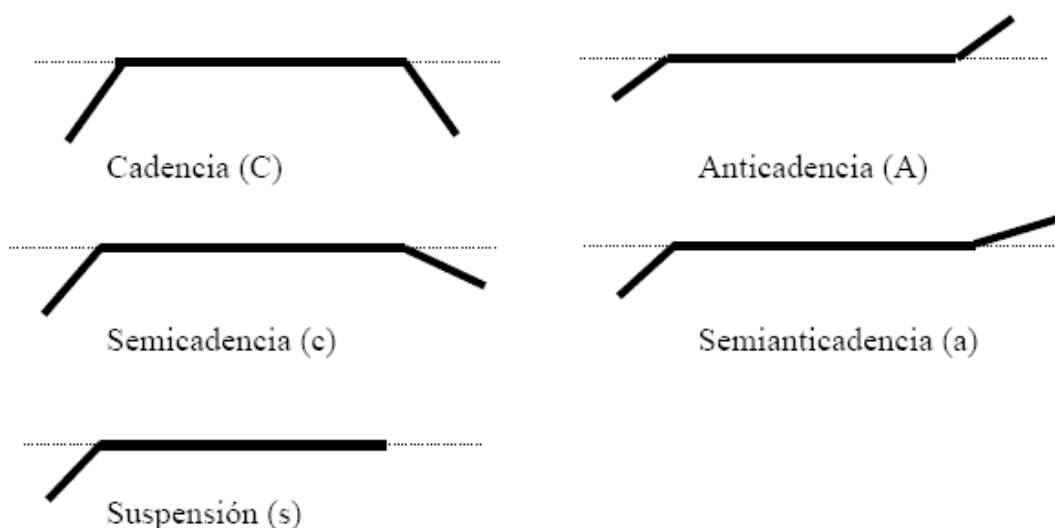 Cadencia (C)
Anticadencia (A)
Semicadencia (c)
Semianticadencia (a)
Suspensión (s)